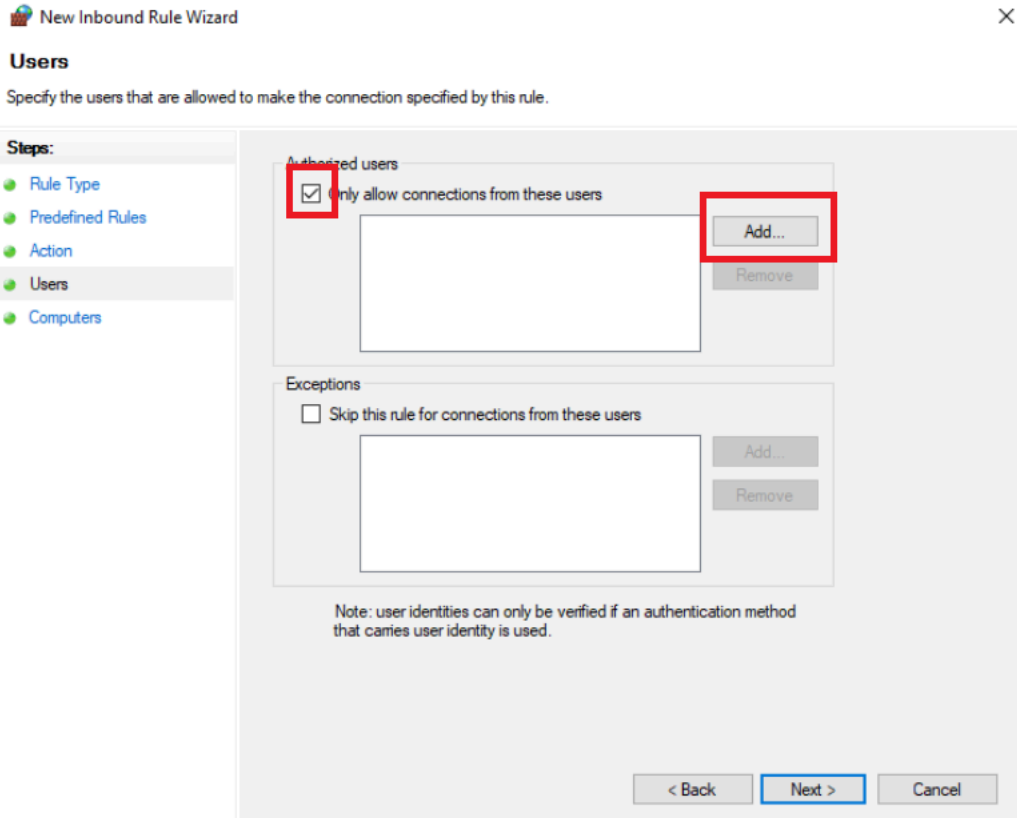 New Inbound Rule Wizard
Users
Specify the users that are allowed to make the connection specified by this rule.
Steps:
Rule Type
Predefined Rules
Action
Users
Computers
Authorized users
Only allow connections from these users
Add...
Remove
Exceptions
Skip this rule for connections from these users
Add...
Remove
Note: user identities can only be verified if an authentication method
that carries user identity is used.
< Back
Next >
Cancel